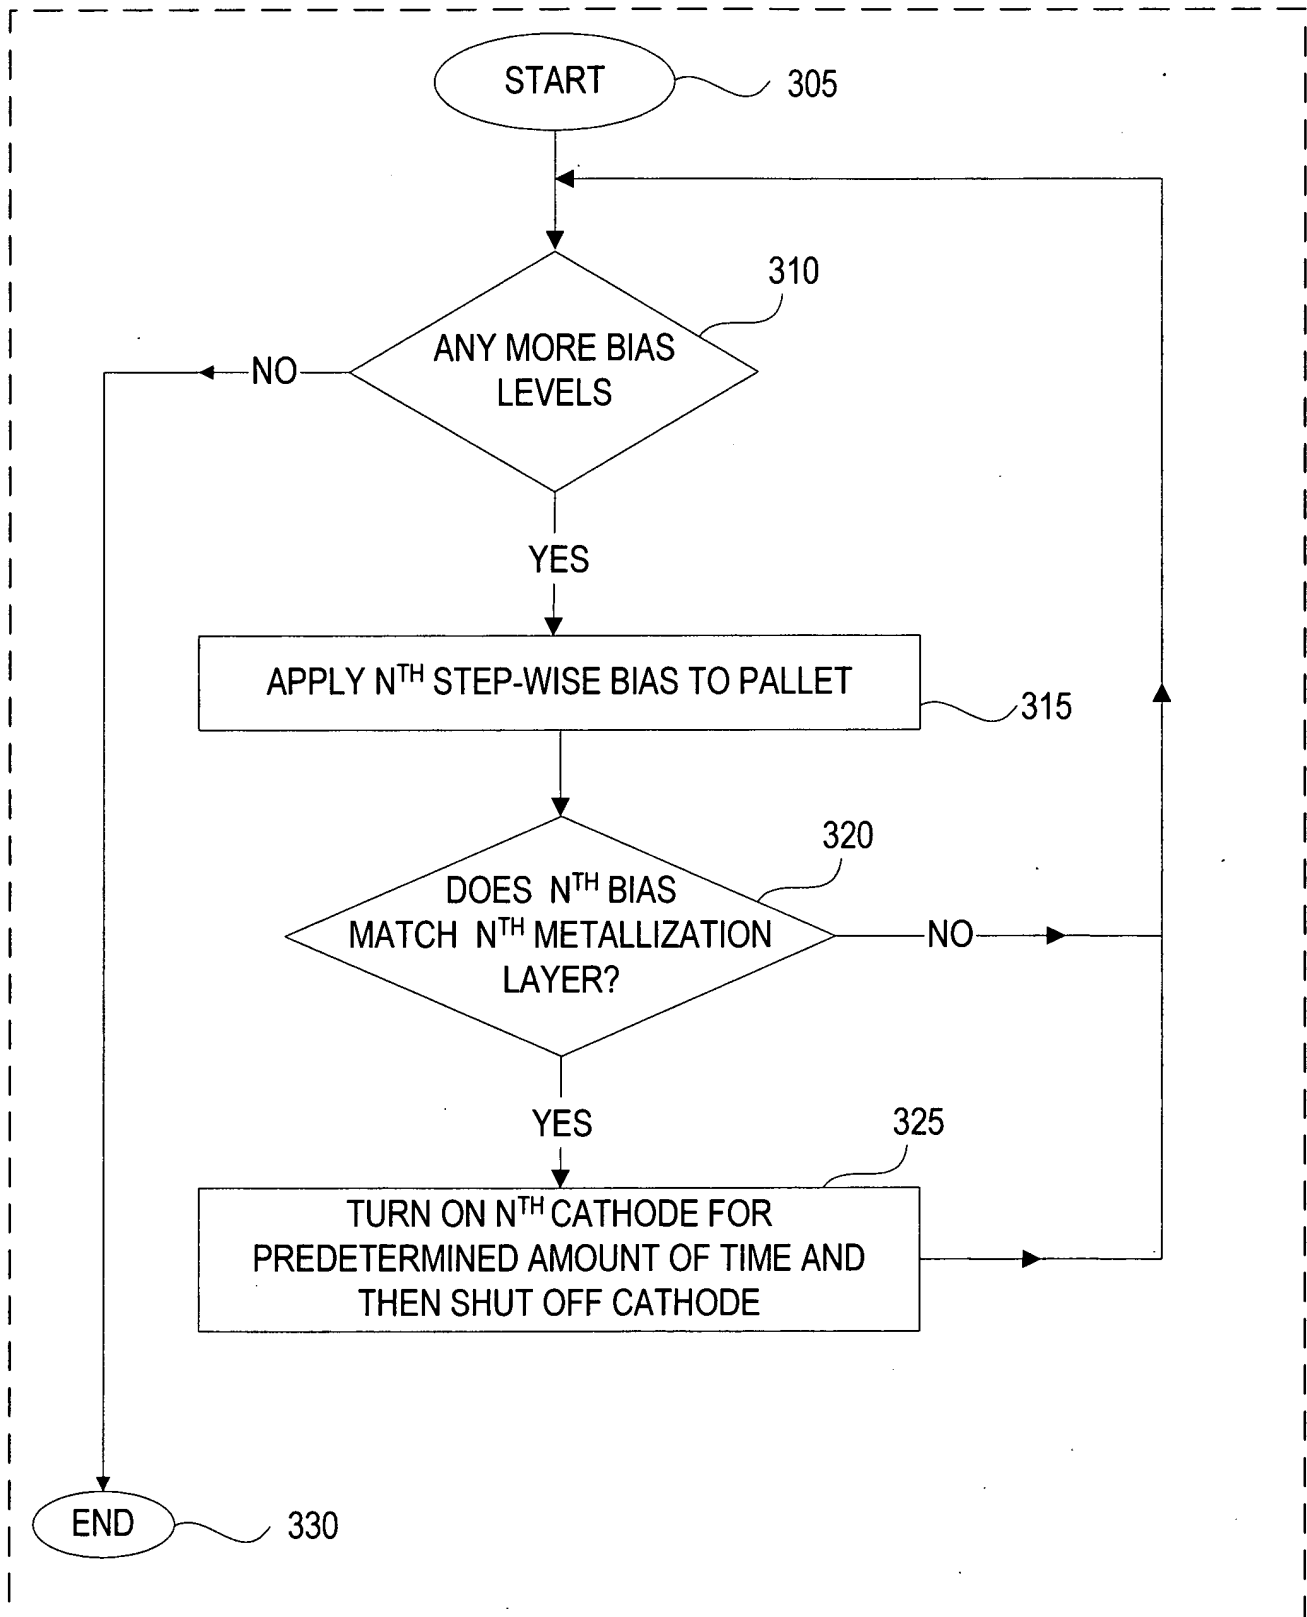 START
305
310
ANY MORE BIAS
LEVELS
NO
YES
APPLY NTH STEP-WISE BIAS TO PALLET
315
320
DOES NTH BIAS
MATCH NTH METALLIZATION
LAYER?
NO
YES
325
TURN ON NTH CATHODE FOR
PREDETERMINED AMOUNT OF TIME AND
THEN SHUT OFF CATHODE
END
330